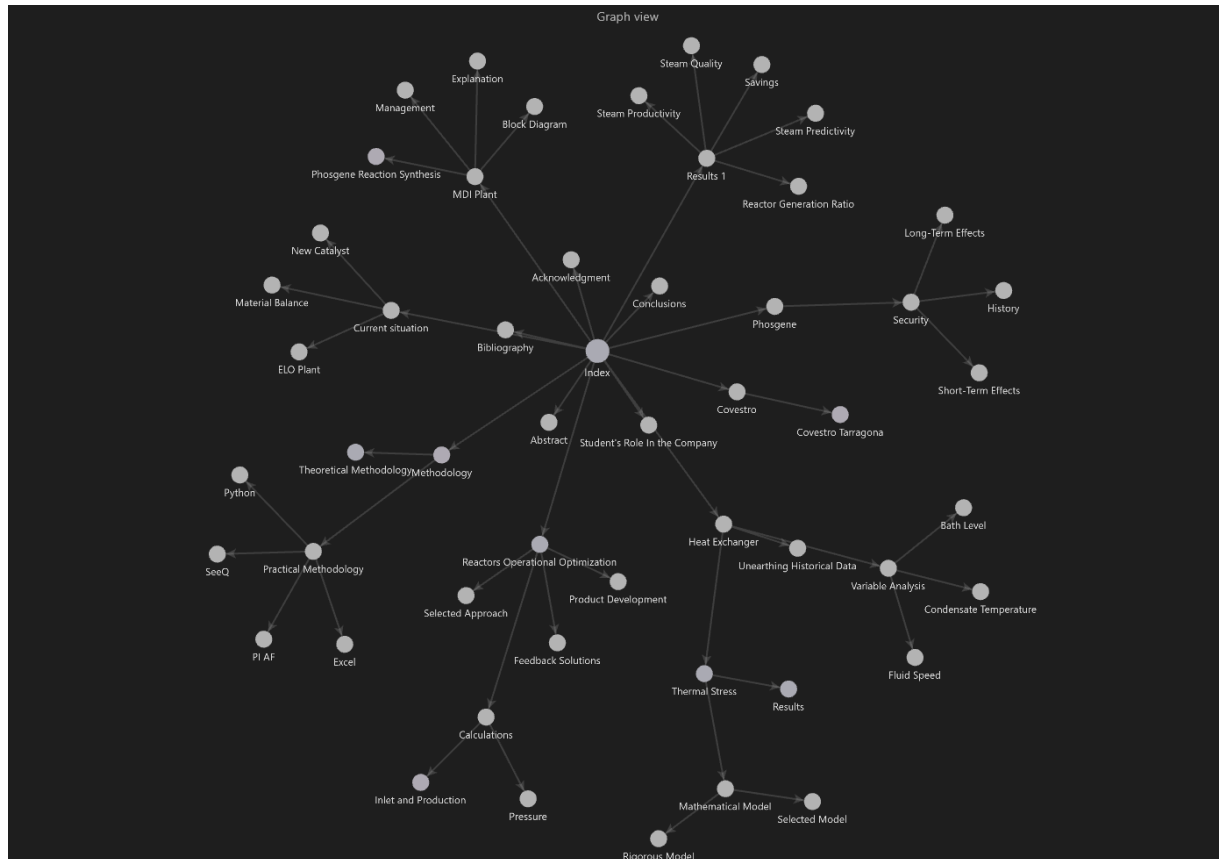 Graph view
Steam Quality
Explanation
Savings
Management
Steam Productivity
Block Diagram
Steam Predictivity
Phosgene Reaction Synthesis
Results 1
MDI Plant
Reactor Generation Ratio
Long-Term Effects
New Catalyst
Acknowledgment
Material Balance
Conclusions
History
Current situation
Phosgene
Security
Bibliography
ELO Plant
Index
Short-Term Effects
Covestro
Covestro Tarragona
Abstract
Student's Role In the Company
Theoretical Methodology
Methodology
Python
Bath Level
Heat Exchanger
Reactors Operational Optimization
Unearthing Historical Data
SeeQ
Practical Methodology
Variable Analysis
Product Development
Condensate Temperature
Selected Approach
PI AF
Excel
Feedback Solutions
Fluid Speed
Thermal Stress
Results
Calculations
Inlet and Production
Mathematical Model
Pressure
Selected Model
Rigorous Model